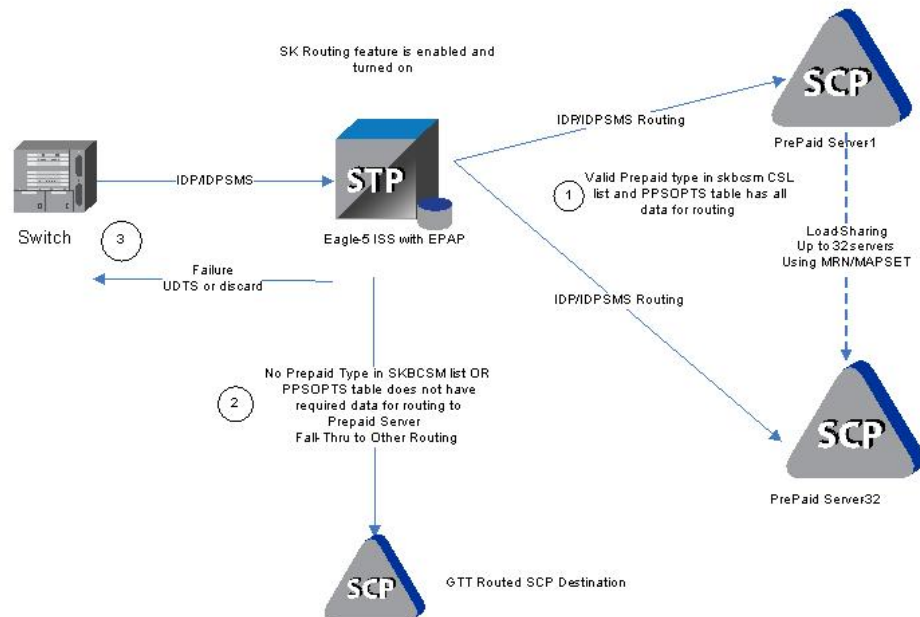 SK Routing feature is enabled and
turned on
SCP
IDP/IDPSMS Routing
PrePaid Server1
IDP/IDPSMS
STP
1
Valid Prepaid type in skbcsm CSL
list and PPSOPTS table has all
data for routing
Switch
3
Eagle-5 ISS with EPAP
Load-Sharing
Up to 32 servers
Using MRN/MAPSET
Failure
UDTS or discard
IDP/IDPSMS Routing
2
No Prepaid Type in SKBCSM list OR
PPSOPTS table does not have
required data for routing to
Prepaid Server
Fall-Thru to Other Routing
SCP
PrePaid Server32
SCP
GTT Routed SCP Destination